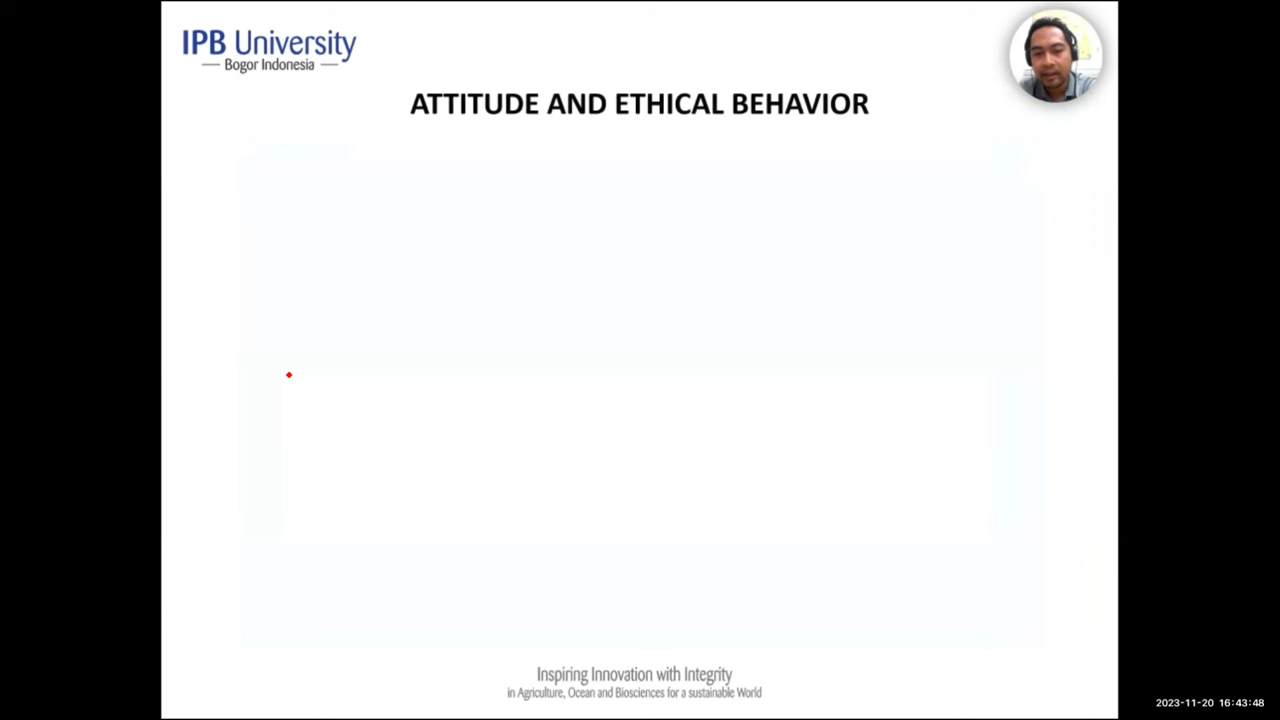 IPB University
Bogor Indonesia
ATTITUDE AND ETHICAL BEHAVIOR
Inspiring Innovation with Integrity
in Agriculture, Ocean and Biosciences for a sustainable World
2023-11-20 16:43:48